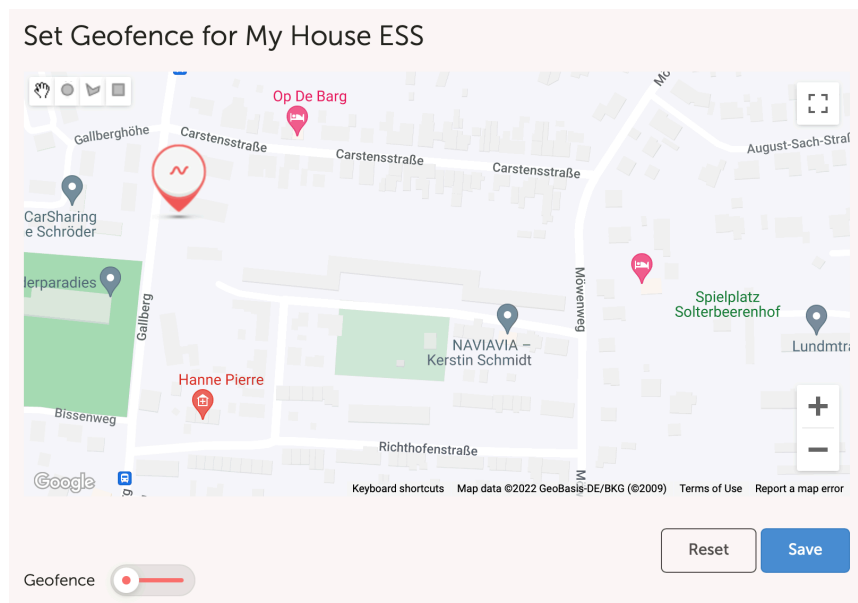 Set Geofence for My House ESS
Mö
Op De Barg
Gallberghöhe
Carstensstraße
Carstensstraße
Carstensstraße
August-Sach-Straß
CarSharing
e Schröder
Möwenweg
derparadies
Gallberg
Spielplatz
Solterbeerenhof
NAVIAVIA –
Kerstin Schmidt
Lundmtra
Hanne Pierre
Bissenweg
Richthofenstraße
Google
Keyboard shortcuts Map data ©2022 GeoBasis-DE/BKG (©2009) Terms of Use Report a map error
Reset Save
Geofence